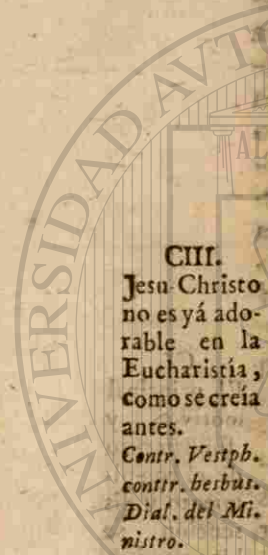 CIII.
Jesu-Christo
no es yá ado-
rable en la
Eucharistía,
como se creía
antes.
Contr. Vestph.
conttr. hesbus.
Dial. del Mi-
nistro.